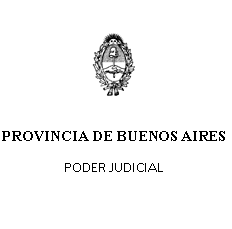 PROVINCIA DE BUENOS AIRES
PODER JUDICIAL